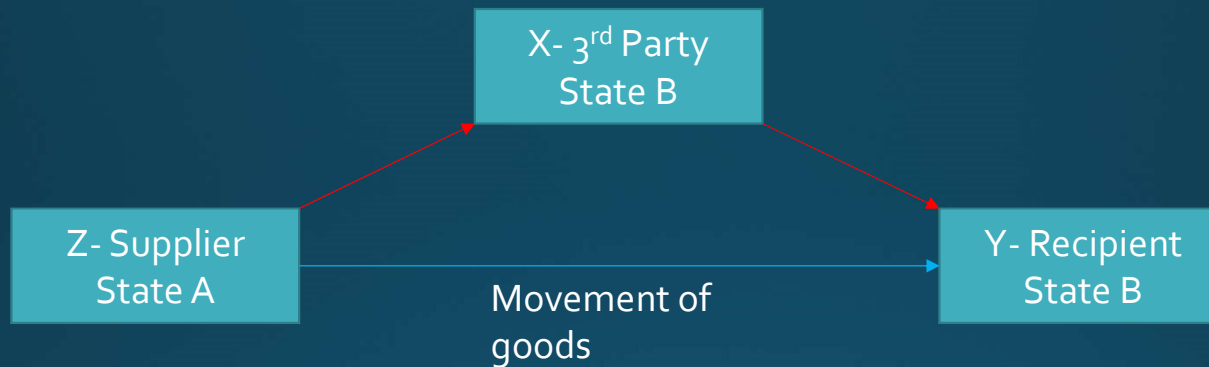 X- 3rd Party
State B
Z- Supplier
State A
Y- Recipient
State B
Movement of
goods